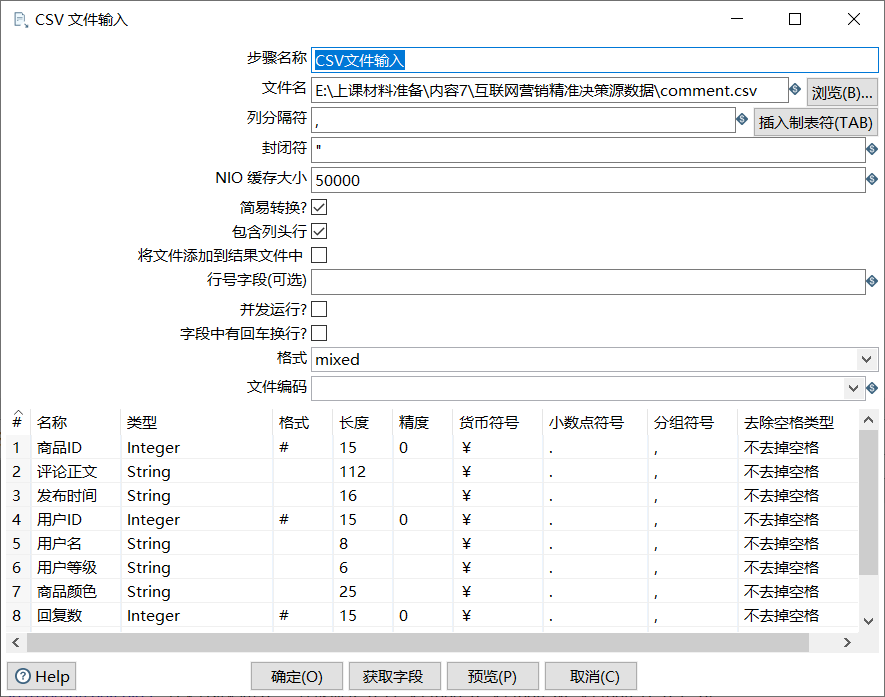 CSV 文件输入
步骤名称 CSV文件输入
文件名 E:\上课材料准备\内容7\互联网营销精准决策源数据\comment.csv 浏览(B)...
列分隔符 , 插入制表符(TAB)
封闭符 "
NIO 缓存大小 50000
简易转换?
包含列头行
将文件添加到结果文件中
行号字段(可选)
并发运行?
字段中有回车换行?
格式 mixed
文件编码
# 名称 类型 格式 长度 精度 货币符号 小数点符号 分组符号 去除空格类型
1 商品ID Integer # 15 0 ¥ . , 不去掉空格
2 评论正文 String 112 ¥ . , 不去掉空格
3 发布时间 String 16 ¥ . , 不去掉空格
4 用户ID Integer # 15 0 ¥ . , 不去掉空格
5 用户名 String 8 ¥ . , 不去掉空格
6 用户等级 String 6 ¥ . , 不去掉空格
7 商品颜色 String 25 ¥ . , 不去掉空格
8 回复数 Integer # 15 0 ¥ . , 不去掉空格
Help 确定(O) 获取字段 预览(P) 取消(C)